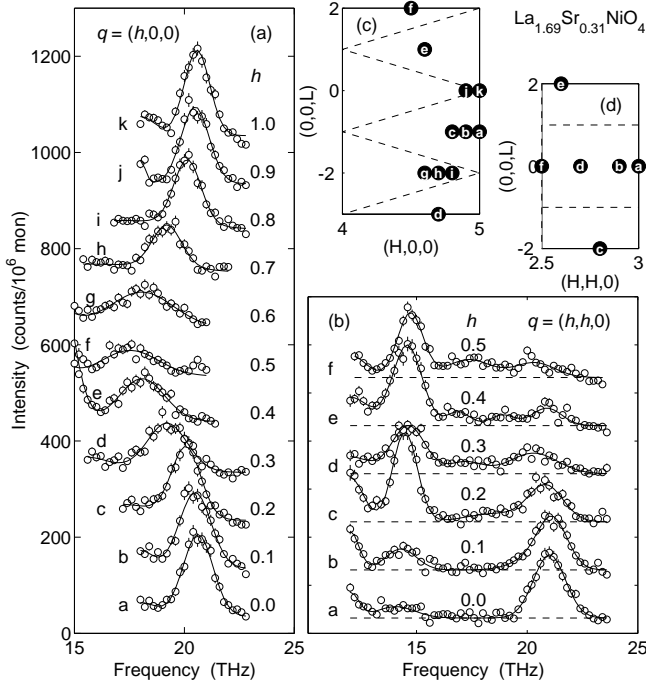 La1.69Sr0.31NiO4
q = (h,0,0)
(a)
h
1200
1000
800
600
400
200
0
Intensity (counts/10^6 mon)
k
1.0
j
0.9
i
0.8
h
0.7
g
0.6
f
0.5
e
0.4
d
0.3
c
0.2
b
0.1
a
0.0
15
20
25
Frequency (THz)
(c)
(0,0,L)
2
0
-2
f
e
j k
c b a
g h i
d
4
5
(H,0,0)
(d)
(0,0,L)
2
0
-2
e
f d b a
c
2.5
3
(H,H,0)
(b)
h
q = (h,h,0)
f
0.5
e
0.4
d
0.3
c
0.2
b
0.1
a
0.0
15
20
25
Frequency (THz)